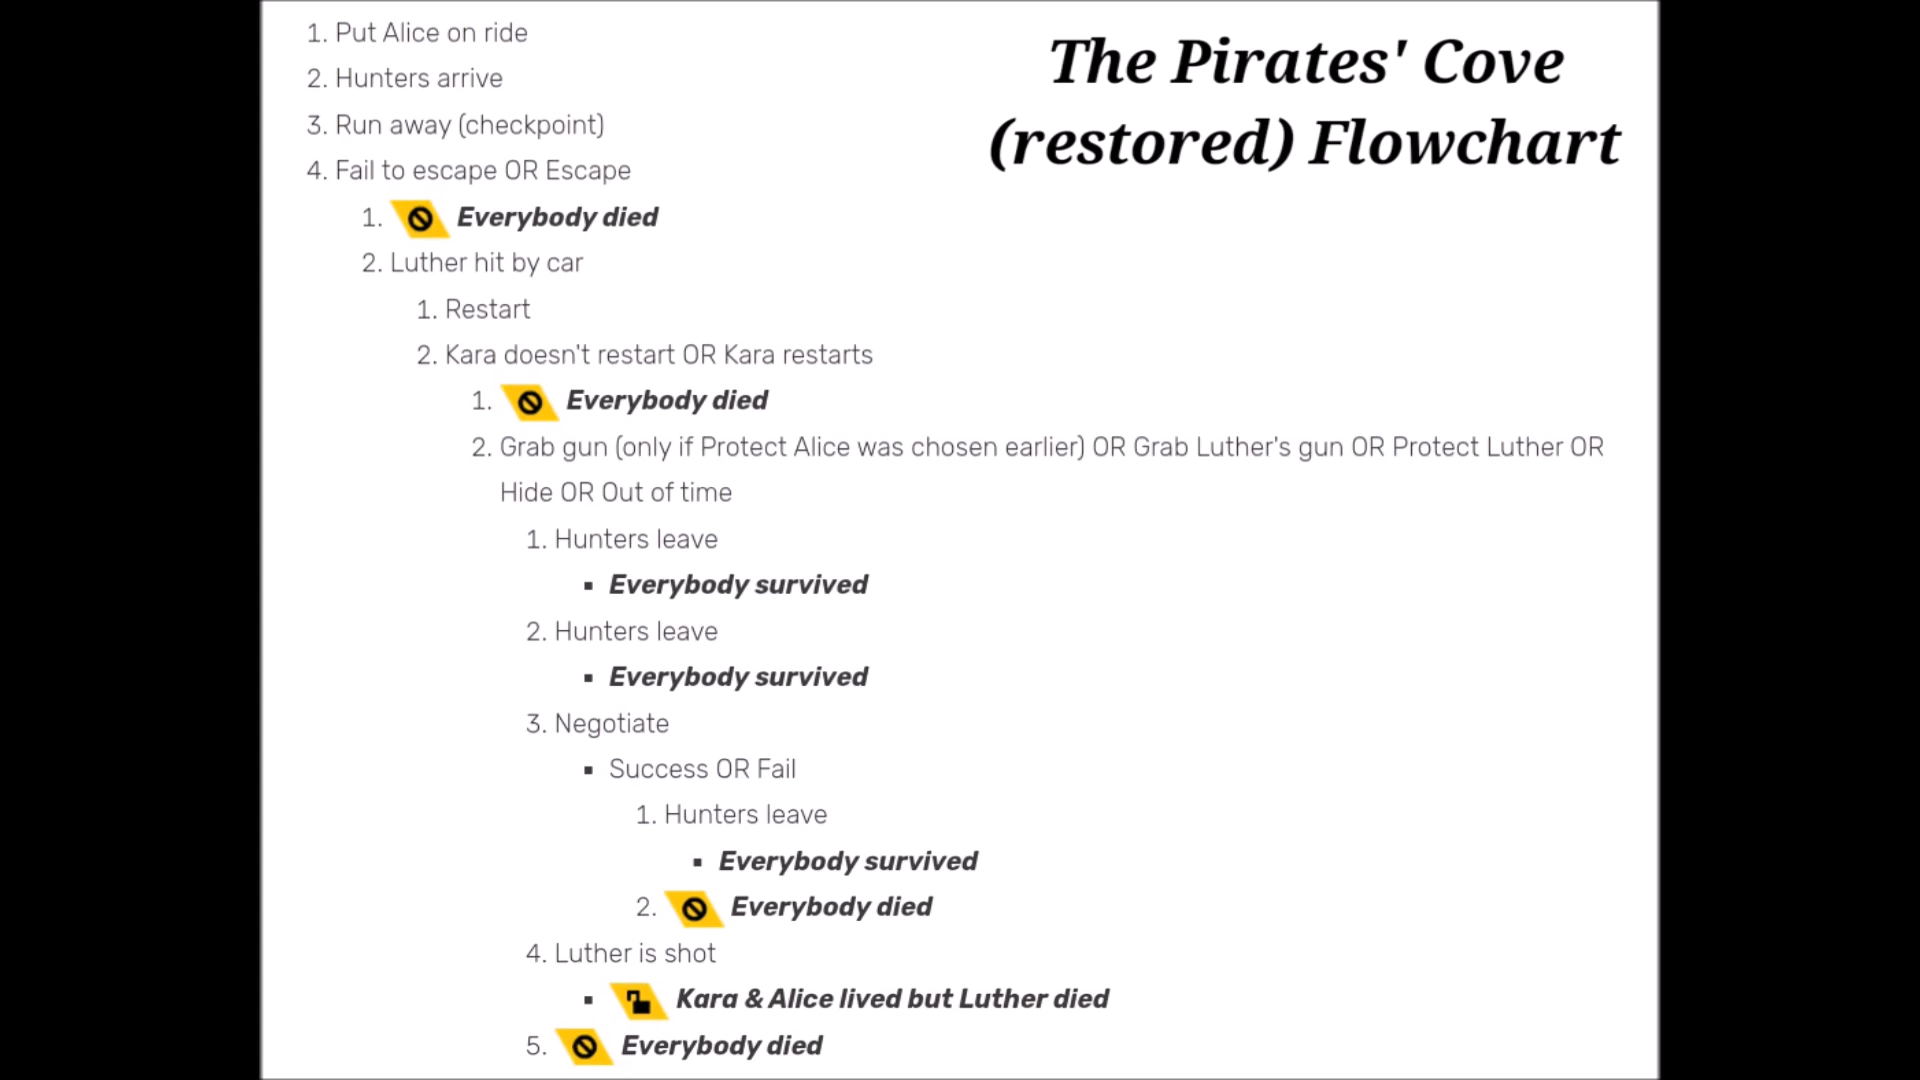 The Pirates' Cove
(restored) Flowchart
1. Put Alice on ride
2. Hunters arrive
3. Run away (checkpoint)
4. Fail to escape OR Escape
1. Everybody died
2. Luther hit by car
1. Restart
2. Kara doesn't restart OR Kara restarts
1. Everybody died
2. Grab gun (only if Protect Alice was chosen earlier) OR Grab Luther's gun OR Protect Luther OR
Hide OR Out of time
1. Hunters leave
▪ Everybody survived
2. Hunters leave
▪ Everybody survived
3. Negotiate
▪ Success OR Fail
1. Hunters leave
▪ Everybody survived
2. Everybody died
4. Luther is shot
▪ Kara & Alice lived but Luther died
5. Everybody died